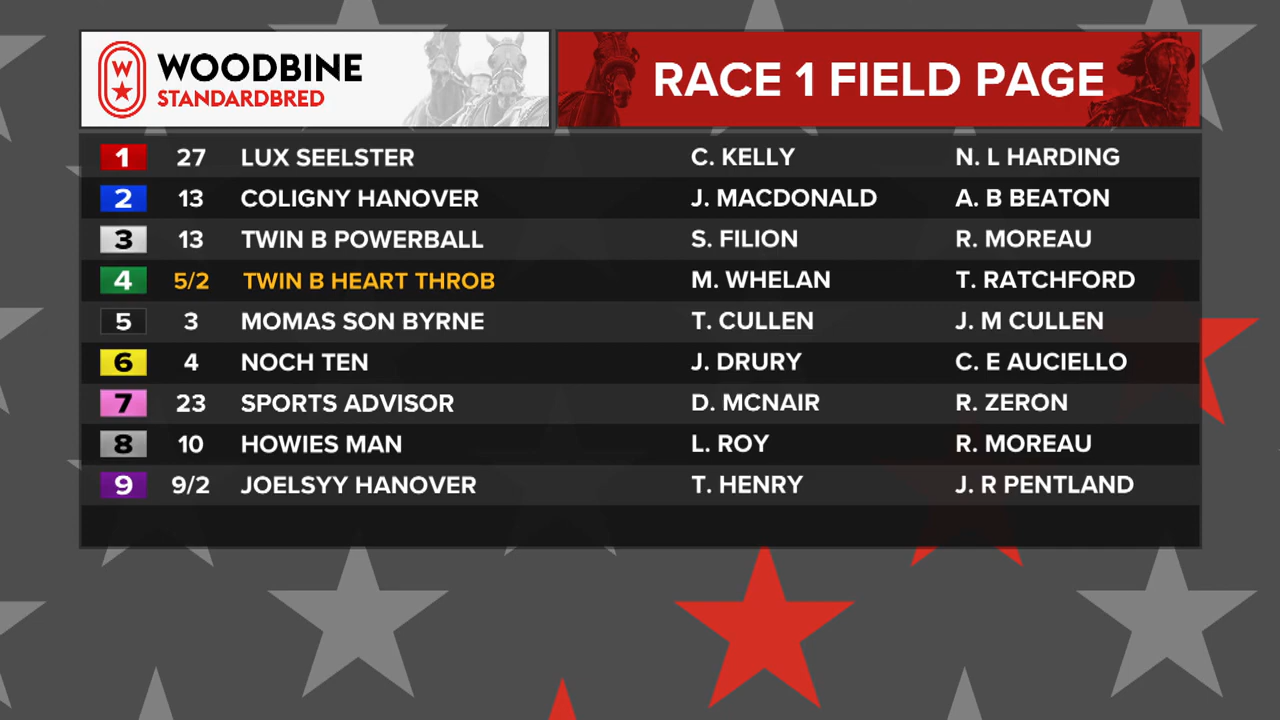 W
WOODBINE
STANDARDBRED
RACE 1 FIELD PAGE
1 27 LUX SEELSTER C. KELLY N. L HARDING
2 13 COLIGNY HANOVER J. MACDONALD A. B BEATON
3 13 TWIN B POWERBALL S. FILION R. MOREAU
4 5/2 TWIN B HEART THROB M. WHELAN T. RATCHFORD
5 3 MOMAS SON BYRNE T. CULLEN J. M CULLEN
6 4 NOCH TEN J. DRURY C. E AUCIELLO
7 23 SPORTS ADVISOR D. MCNAIR R. ZERON
8 10 HOWIES MAN L. ROY R. MOREAU
9 9/2 JOELSYY HANOVER T. HENRY J. R PENTLAND